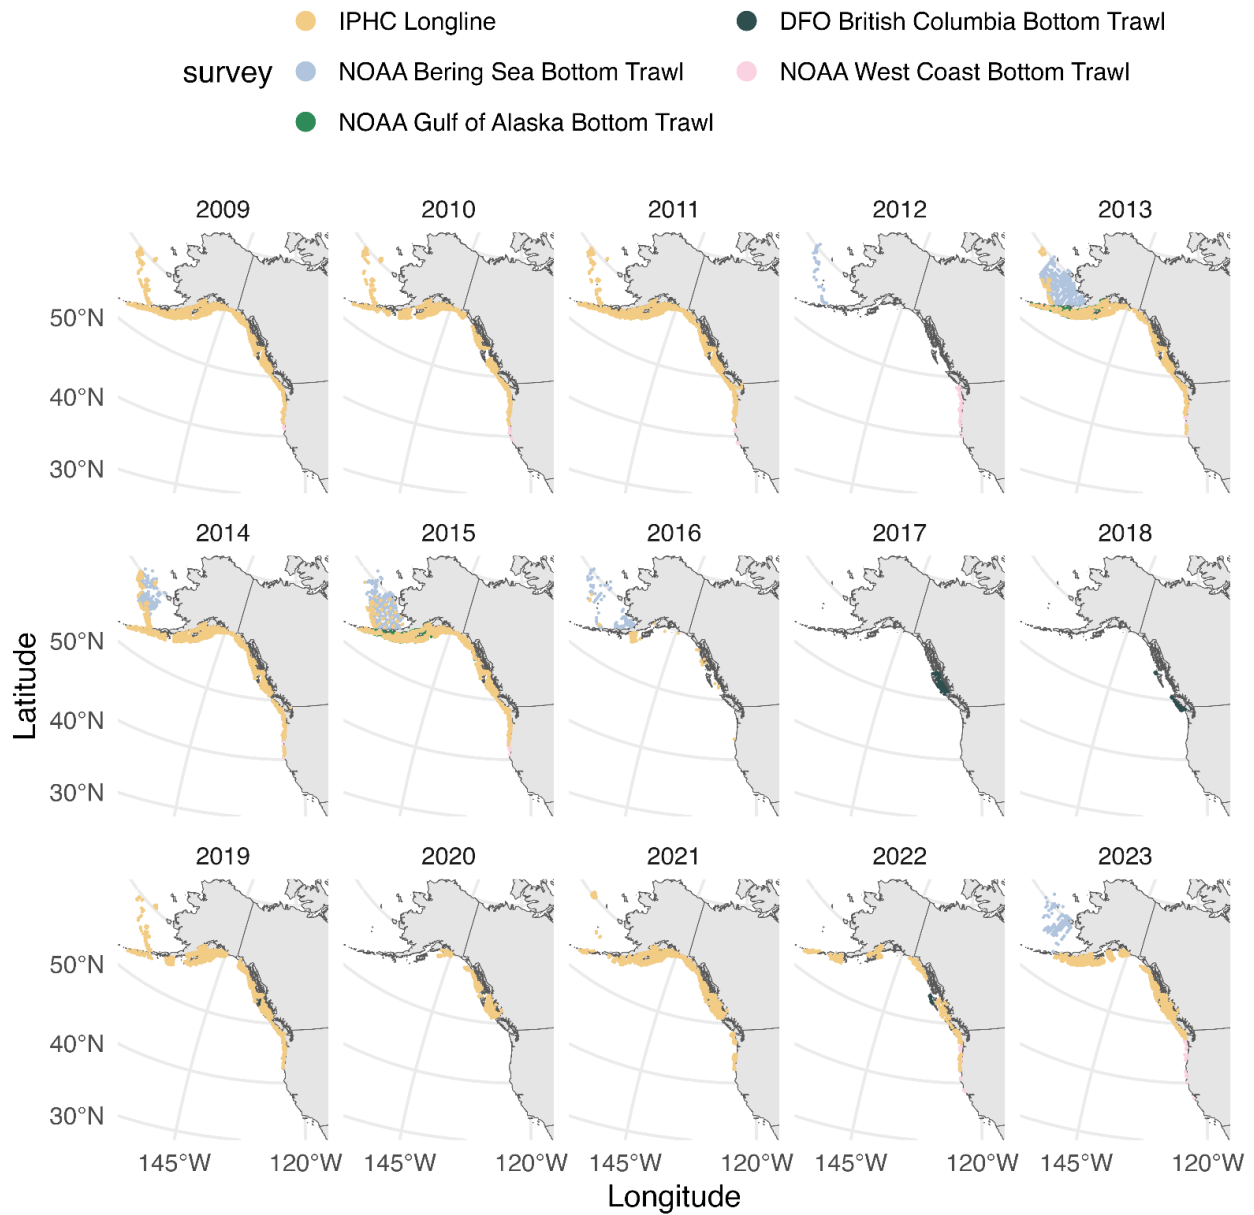 IPHC Longline
DFO British Columbia Bottom Trawl
survey
NOAA Bering Sea Bottom Trawl
NOAA West Coast Bottom Trawl
NOAA Gulf of Alaska Bottom Trawl
2009
2010
2011
2012
2013
50°N
40°N
30°N
2014
2015
2016
2017
2018
50°N
40°N
30°N
Latitude
2019
2020
2021
2022
2023
50°N
40°N
30°N
145°W
120°W
145°W
120°W
145°W
120°W
145°W
120°W
145°W
120°W
Longitude